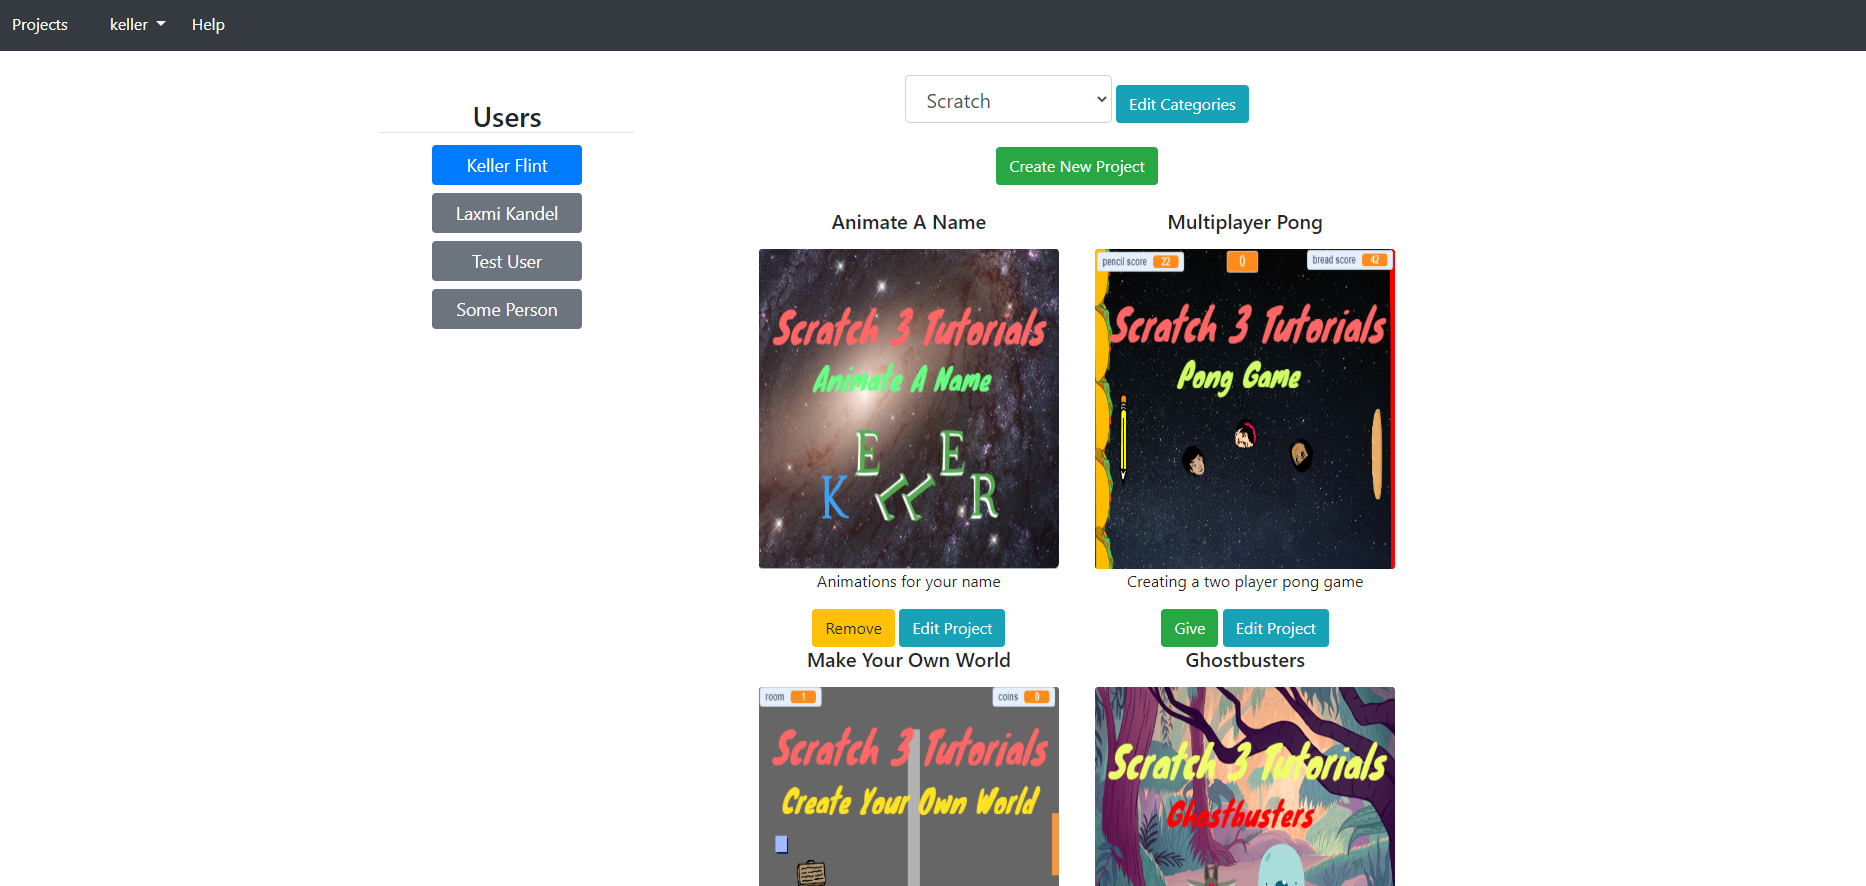 Projects keller Help
Users
Keller Flint
Laxmi Kandel
Test User
Some Person
Scratch Edit Categories
Create New Project
Animate A Name
Scratch 3 Tutorials
Animate A Name
KELLER
Animations for your name
Remove Edit Project
Multiplayer Pong
pencil score 22 0 bread score 42
Scratch 3 Tutorials
Pong Game
Creating a two player pong game
Give Edit Project
Make Your Own World
room 1 coins 0
Scratch 3 Tutorials
Create Your Own World
Ghostbusters
Scratch 3 Tutorials
Ghostbusters